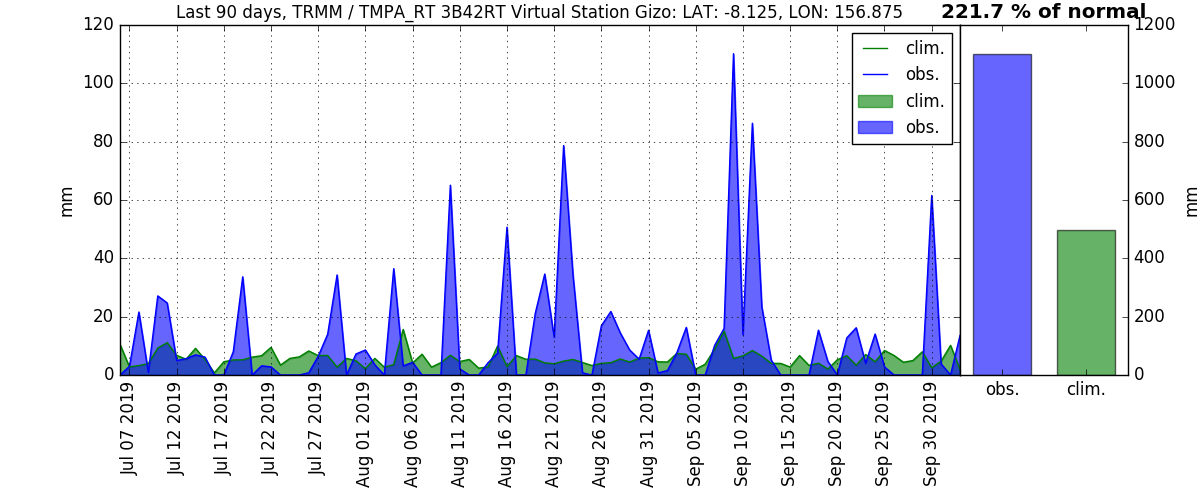 Last 90 days, TRMM / TMPA_RT 3B42RT Virtual Station Gizo: LAT: -8.125, LON: 156.875
221.7 % of normal
120
100
80
60
40
20
0
mm
clim.
obs.
clim.
obs.
1200
1000
800
600
400
200
0
mm
obs.
clim.
Jul 07 2019
Jul 12 2019
Jul 17 2019
Jul 22 2019
Jul 27 2019
Aug 01 2019
Aug 06 2019
Aug 11 2019
Aug 16 2019
Aug 21 2019
Aug 26 2019
Aug 31 2019
Sep 05 2019
Sep 10 2019
Sep 15 2019
Sep 20 2019
Sep 25 2019
Sep 30 2019